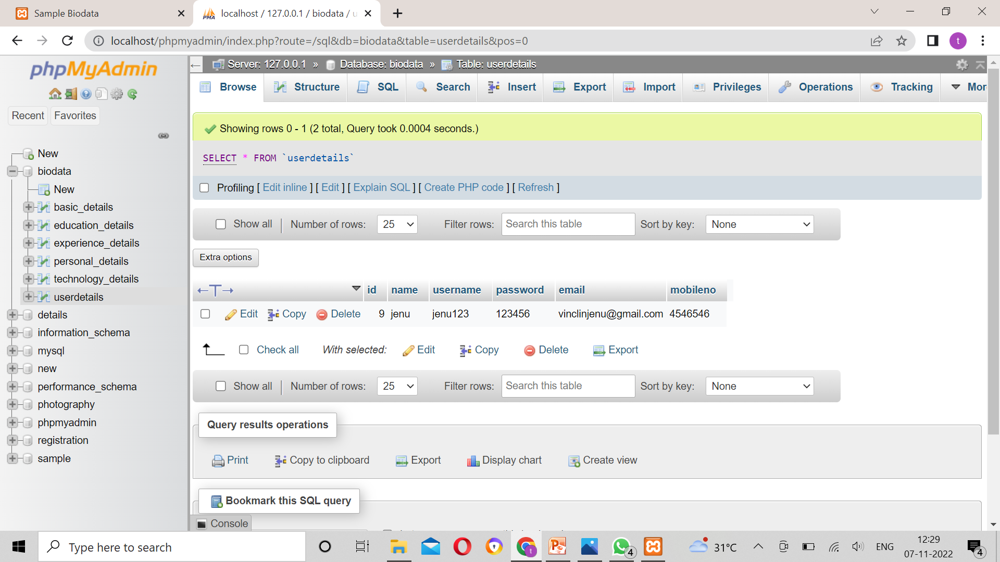 Sample Biodata
localhost / 127.0.0.1 / biodata / u
localhost/phpmyadmin/index.php?route=/sql&db=biodata&table=userdetails&pos=0
t
phpMyAdmin
Recent
Favorites
New
biodata
New
basic_details
education_details
experience_details
personal_details
technology_details
userdetails
details
information_schema
mysql
new
performance_schema
photography
phpmyadmin
registration
sample
Server: 127.0.0.1 » Database: biodata » Table: userdetails
Browse Structure SQL Search Insert Export Import Privileges Operations Tracking Mor
Showing rows 0 - 1 (2 total, Query took 0.0004 seconds.)
SELECT * FROM `userdetails`
Profiling [ Edit inline ] [ Edit ] [ Explain SQL ] [ Create PHP code ] [ Refresh ]
Show all Number of rows: 25 Filter rows: Search this table Sort by key: None
Extra options
id name username password email mobileno
Edit Copy Delete 9 jenu jenu123 123456 vinclinjenu@gmail.com 4546546
Check all With selected: Edit Copy Delete Export
Show all Number of rows: 25 Filter rows: Search this table Sort by key: None
Query results operations
Print Copy to clipboard Export Display chart Create view
Bookmark this SQL query
Console
Type here to search
t
4
31°C
ENG
12:29
07-11-2022
4